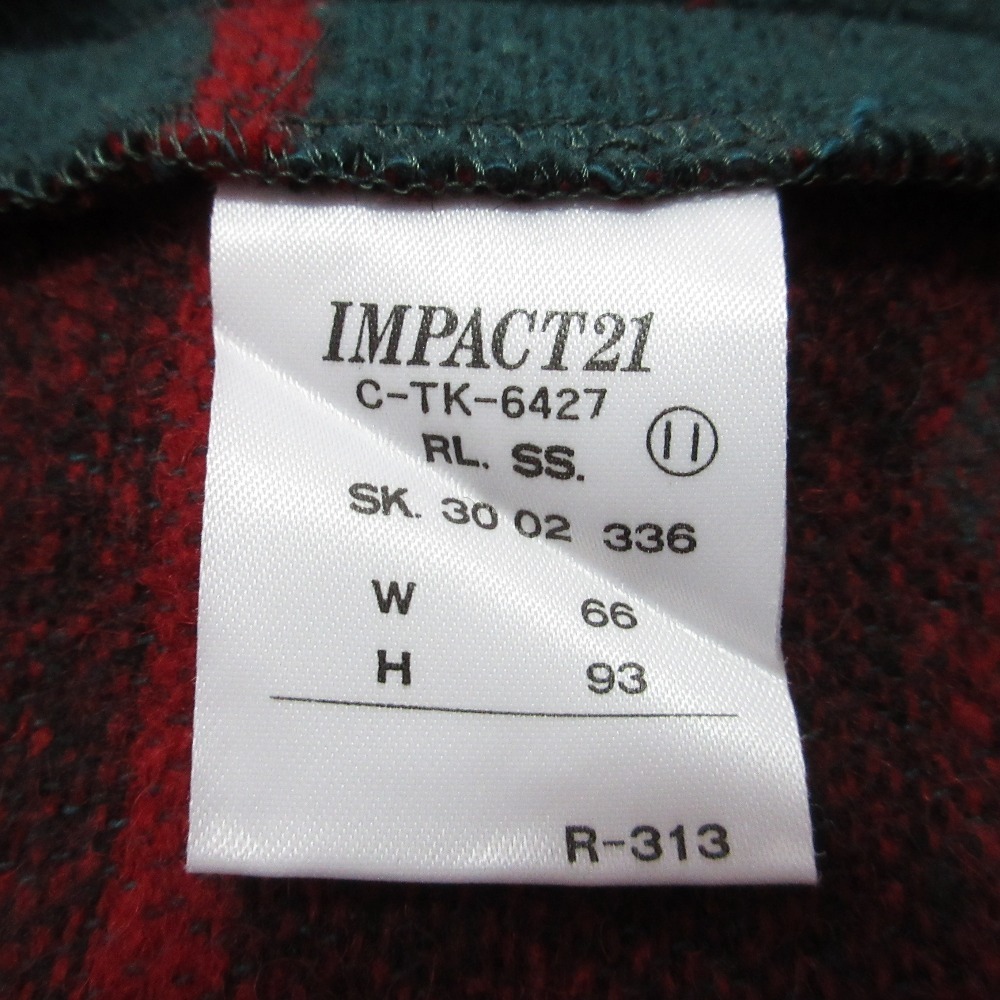 IMPACT21
C-TK-6427
RL. SS. 11
SK. 30 02 336
W 66
H 93
R-313